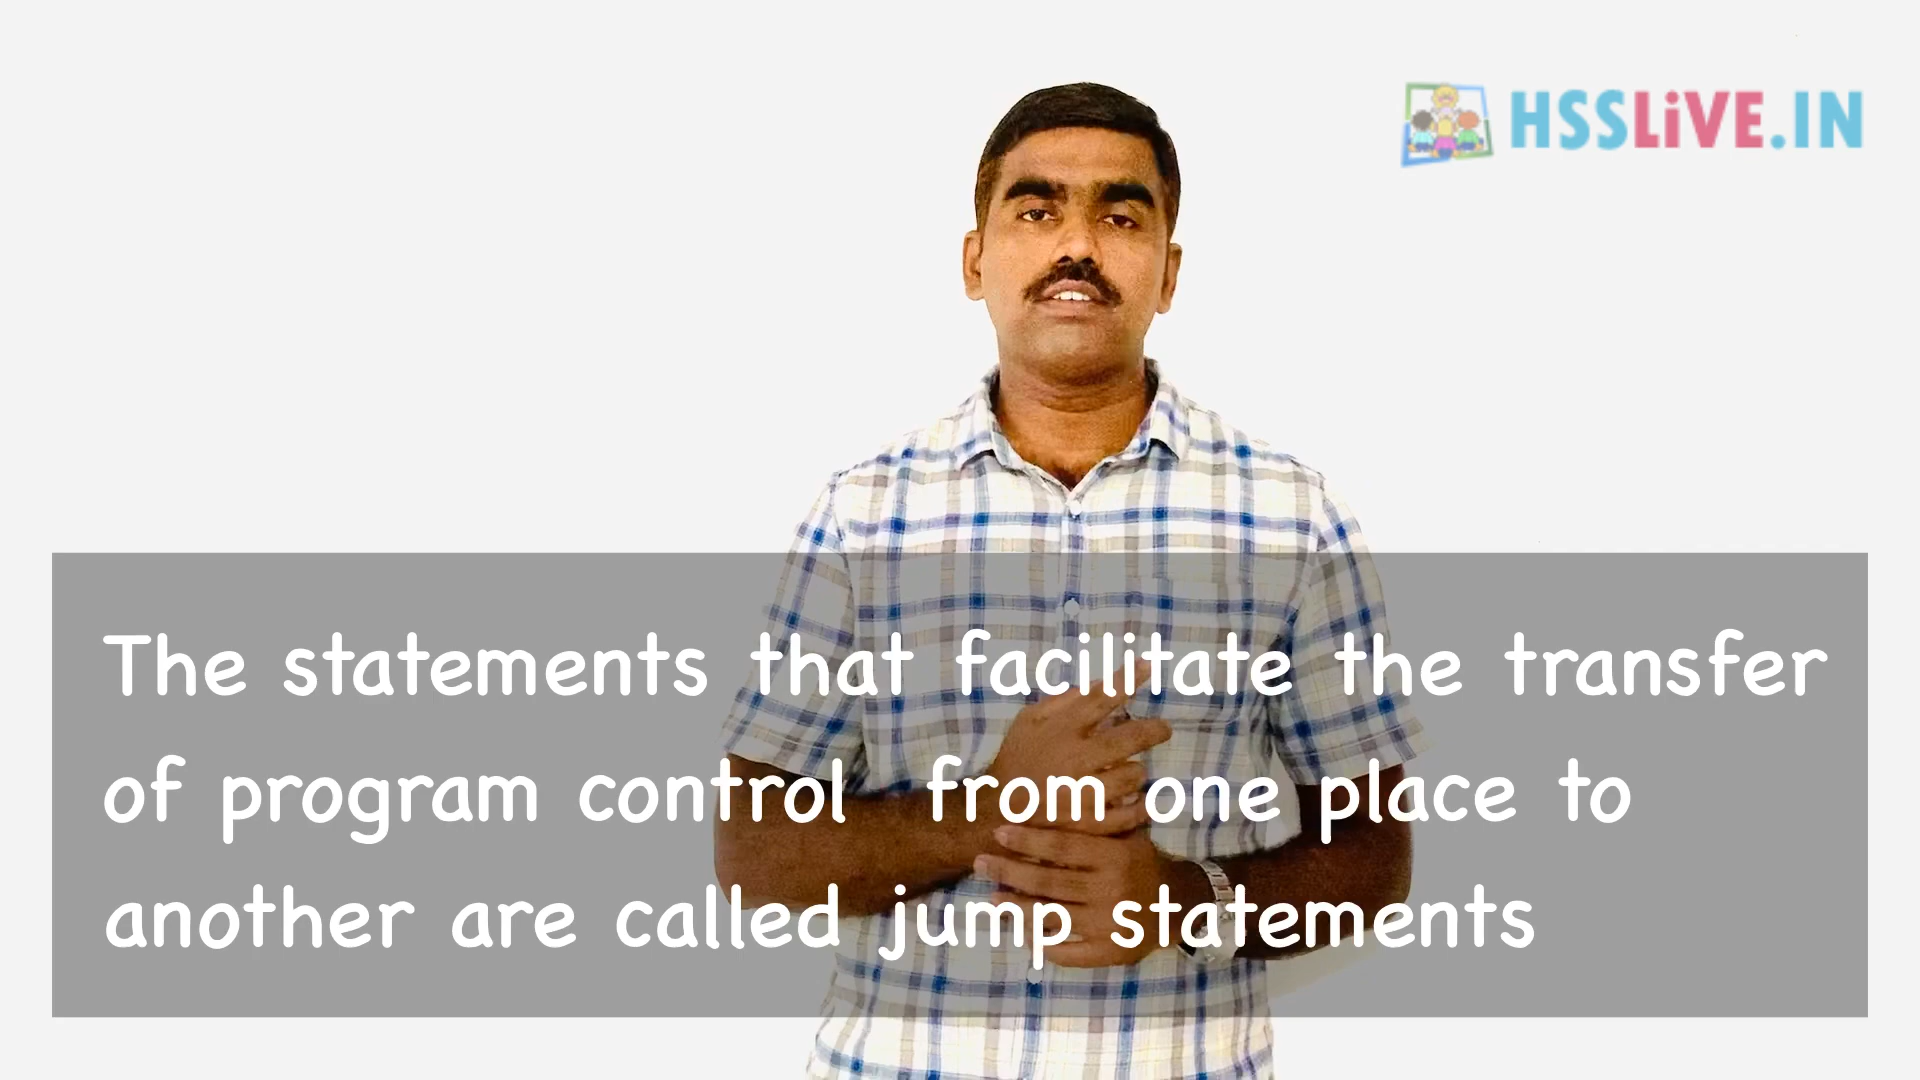 HSSLiVE.IN
The statements that facilitate the transfer
of program control from one place to
another are called jump statements